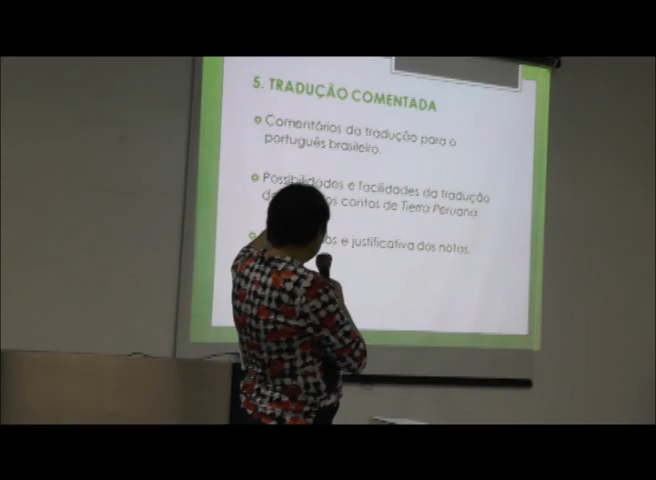 5. TRADUÇÃO COMENTADA
Comentários da tradução para o
português brasileiro.
Possibilidades e facilidades da tradução
dos contos de Tierra Peruana
e justificativa das notas.